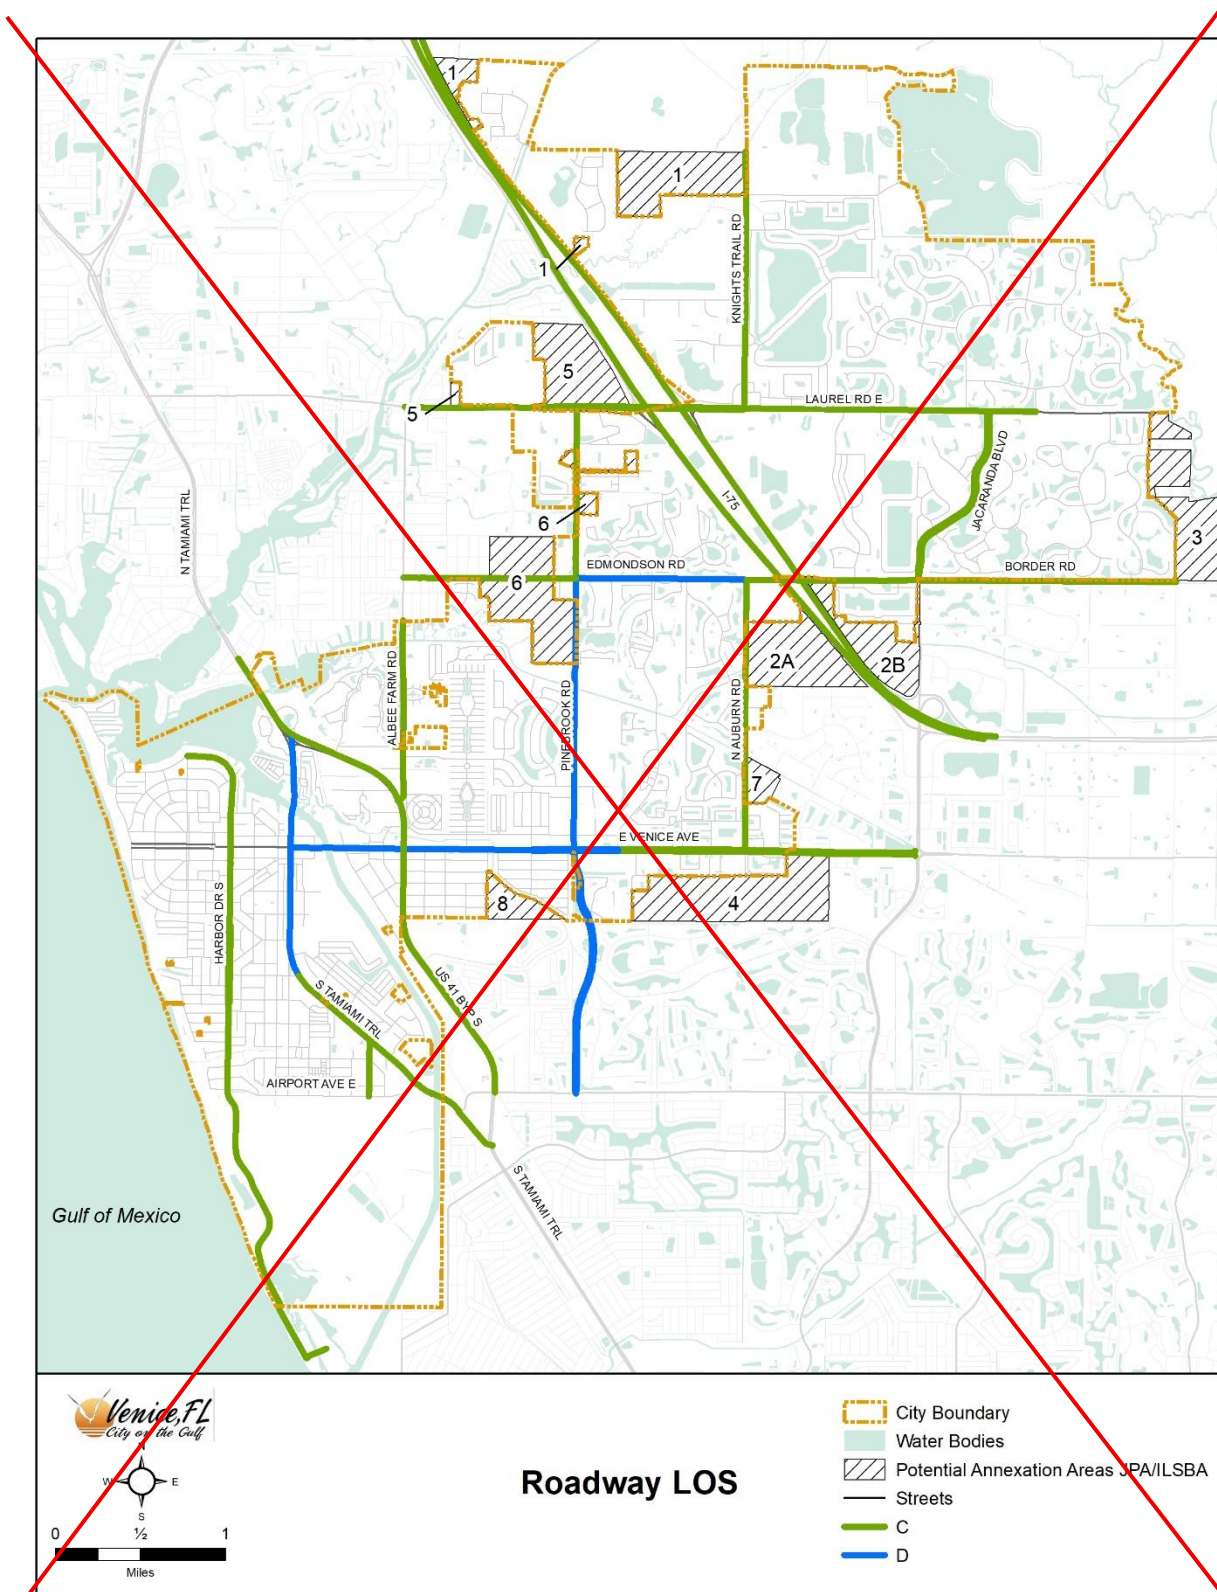 1
1
1
KNIGHTS TRAIL RD
5
5
LAUREL RD E
N TAMIAMI TRL
I-75
JACARANDA BLVD
6
3
EDMONDSON RD
BORDER RD
6
ALBEE FARM RD
PINEBROOK RD
N AUBURN RD
2A
2B
7
E VENICE AVE
HARBOR DR S
8
4
US 41 BYP S
S TAMIAMI TRL
AIRPORT AVE E
S TAMIAMI TRL
Gulf of Mexico
Venice, FL
City on the Gulf
N
W
E
S
0
½
1
Miles
Roadway LOS
City Boundary
Water Bodies
Potential Annexation Areas JPA/ILSBA
Streets
C
D